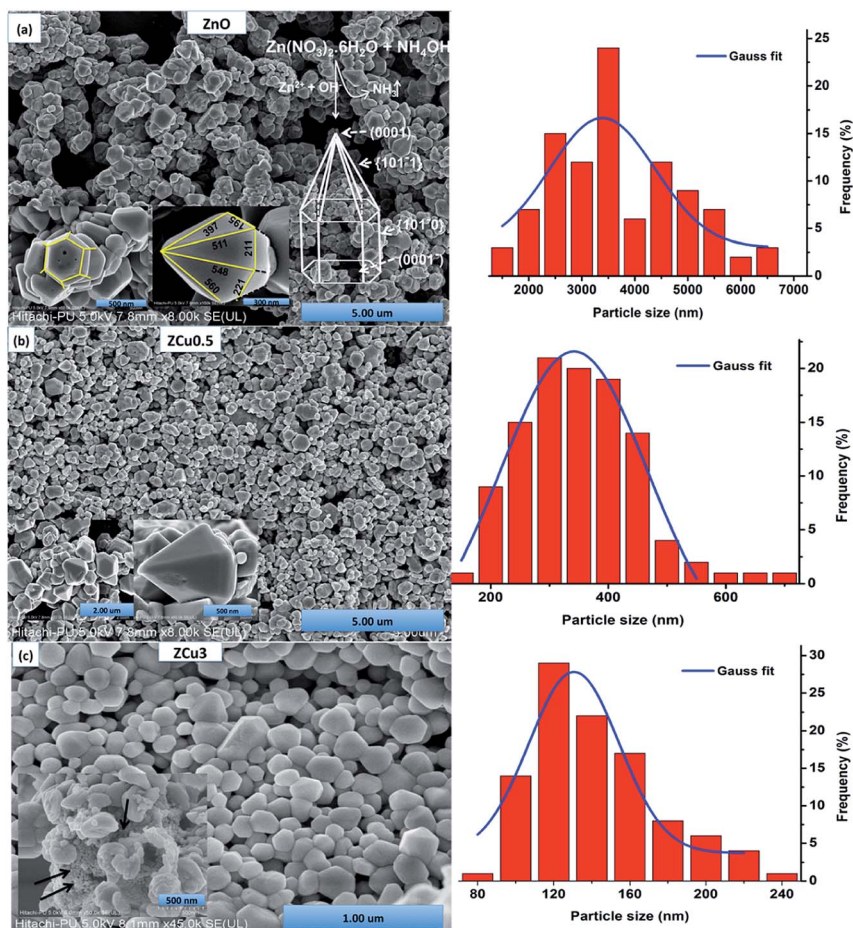 (a)
ZnO
Zn(NO₃)₂.6H₂O + NH₄OH
Zn²⁺ + OH⁻
NH₃↑
(0001)
{101⁻1}
{101⁻0}
(0001⁻)
397
195
511
211
548
560
221
500 nm
300 nm
5.00 um
Hitachi-PU 5.0kV 7.8mm x8.00k SE(UL)
Gauss fit
25
20
15
10
5
0
Frequency (%)
2000 3000 4000 5000 6000 7000
Particle size (nm)
(b)
ZCu0.5
2.00 um
500 nm
5.00 um
Hitachi-PU 5.0kV 7.8mm x8.00k SE(UL)
Gauss fit
20
15
10
5
0
Frequency (%)
200 400 600
Particle size (nm)
(c)
ZCu3
500 nm
1.00 um
Hitachi-PU 5.0kV 8.1mm x45.0k SE(UL)
Gauss fit
30
25
20
15
10
5
0
Frequency (%)
80 120 160 200 240
Particle size (nm)